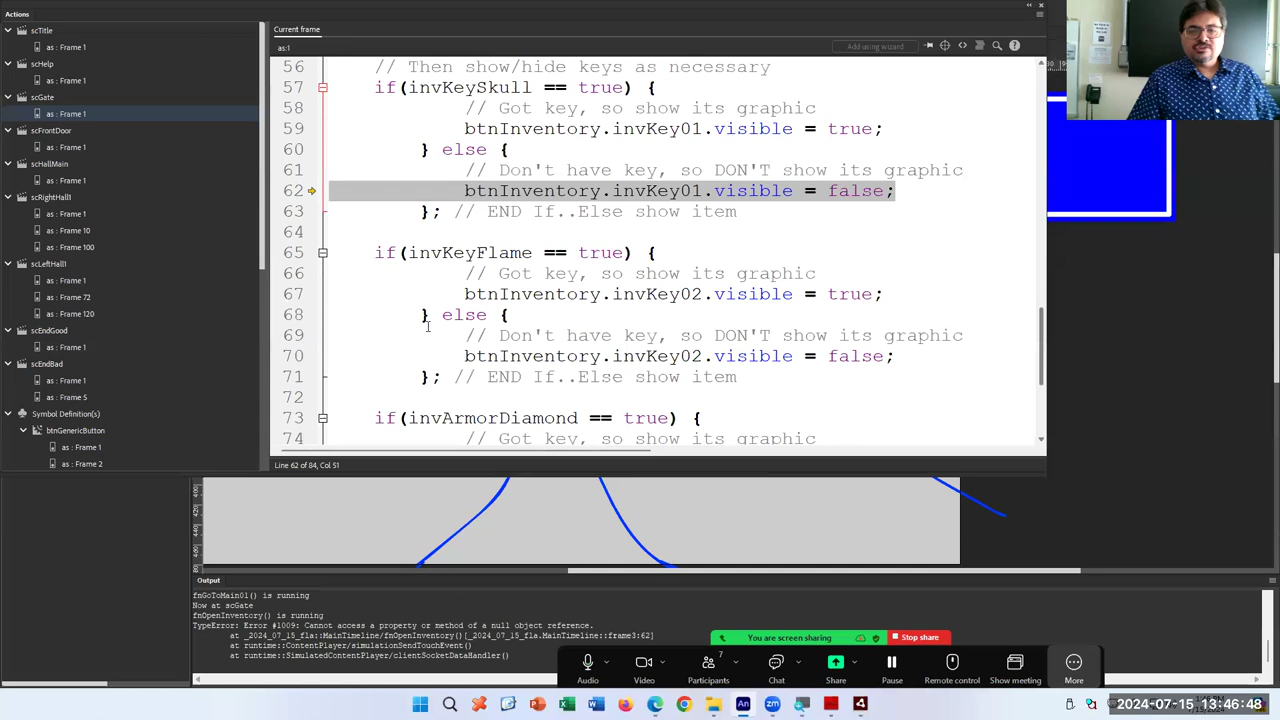 Actions
Current frame
scTitle
as : Frame 1
scHelp
as : Frame 1
scGate
as : Frame 1
scFrontDoor
as : Frame 1
scHallMain
as : Frame 1
scRightHall1
as : Frame 1
as : Frame 10
as : Frame 100
scLeftHall1
as : Frame 1
as : Frame 72
as : Frame 120
scEndGood
as : Frame 1
scEndBad
as : Frame 1
as : Frame 5
Symbol Definition(s)
btnGenericButton
as : Frame 1
as : Frame 2
as:1
Add using wizard
56 // Then show/hide keys as necessary
57 if(invKeySkull == true) {
58 // Got key, so show its graphic
59 btnInventory.invKey01.visible = true;
60 } else {
61 // Don't have key, so DON'T show its graphic
62 btnInventory.invKey01.visible = false;
63 }; // END If..Else show item
64
65 if(invKeyFlame == true) {
66 // Got key, so show its graphic
67 btnInventory.invKey02.visible = true;
68 } else {
69 // Don't have key, so DON'T show its graphic
70 btnInventory.invKey02.visible = false;
71 }; // END If..Else show item
72
73 if(invArmorDiamond == true) {
74 // Got key, so show its graphic
Line 62 of 84, Col 51
Output
fnGoToMain01() is running
Now at scGate
fnOpenInventory() is running
TypeError: Error #1009: Cannot access a property or method of a null object reference.
at _2024_07_15_fla::MainTimeline/fnOpenInventory()[_2024_07_15_fla.MainTimeline::frame3:62]
at runtime::ContentPlayer/simulationSendTouchEvent()
at runtime::SimulatedContentPlayer/clientSocketDataHandler()
You are screen sharing
Stop share
Audio
Video
7
Participants
Chat
Share
Pause
Remote control
Show meeting
More
2024-07-15 13:46:48